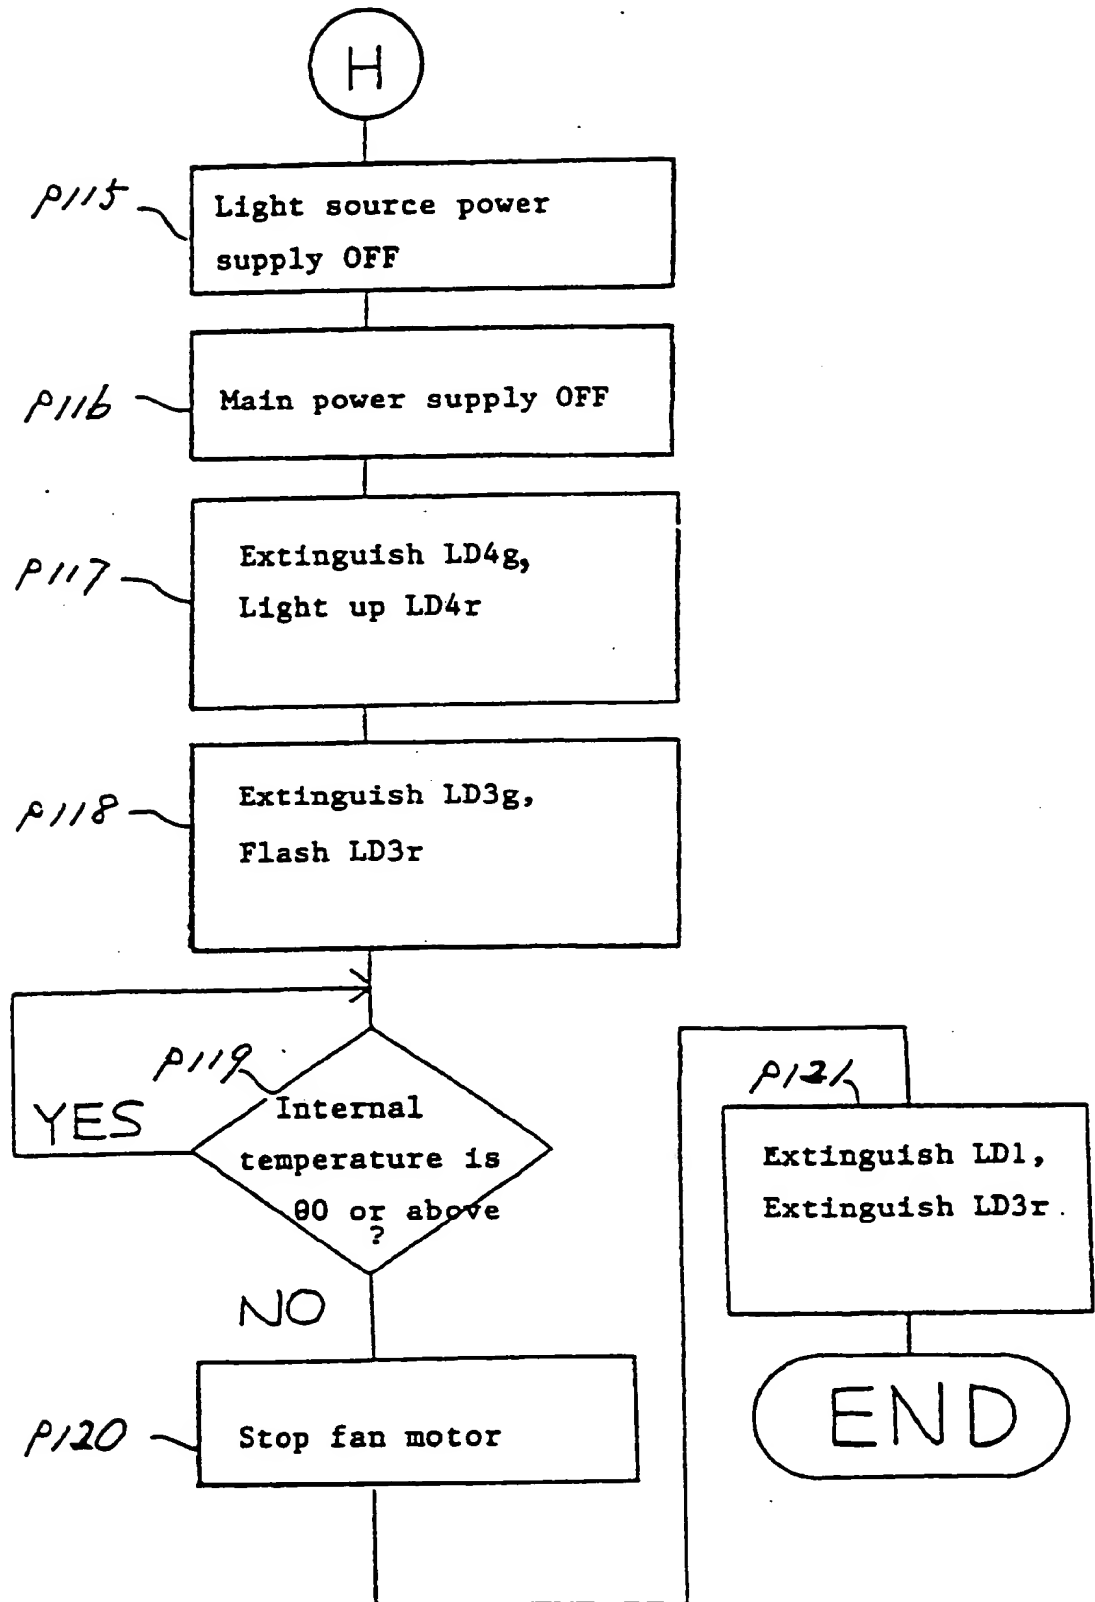 H
P115
Light source power
supply OFF
P116
Main power supply OFF
P117
Extinguish LD4g,
Light up LD4r
P118
Extinguish LD3g,
Flash LD3r
P119
YES
Internal
temperature is
θ0 or above
?
NO
P120
Stop fan motor
P121
Extinguish LD1,
Extinguish LD3r.
END